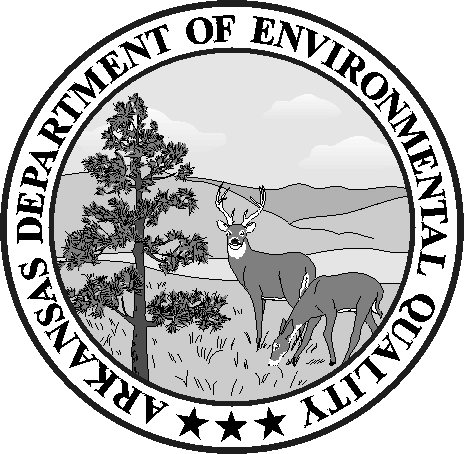 ARKANSAS DEPARTMENT OF ENVIRONMENTAL QUALITY